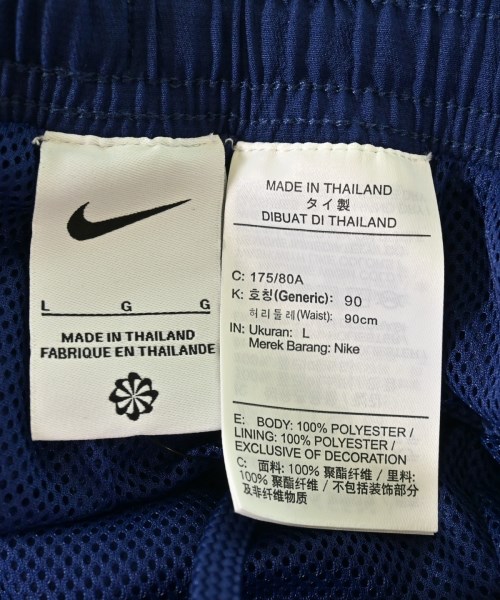 L G G
MADE IN THAILAND
FABRIQUE EN THAILANDE
MADE IN THAILAND
タイ製
DIBUAT DI THAILAND
C: 175/80A
K: 호칭(Generic): 90
허리둘레(Waist): 90cm
IN: Ukuran: L
Merek Barang: Nike
E: BODY: 100% POLYESTER /
LINING: 100% POLYESTER /
EXCLUSIVE OF DECORATION
C: 面料: 100% 聚酯纤维 / 里料:
100% 聚酯纤维 / 不包括装饰部分
及非纤维物质